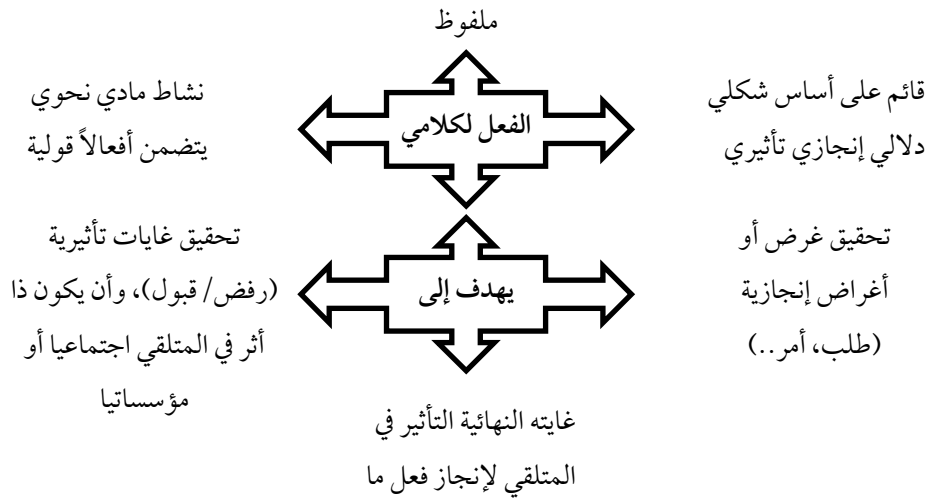 ملفوظ
قائم على أساس شكلي
دلالي إنجازي تأثيري
الفعل لكلامي
نشاط مادي نحوي
يتضمن أفعالاً قولية
تحقيق غرض أو
أغراض إنجازية
(طلب، أمر..)
يهدف إلى
تحقيق غايات تأثيرية
(رفض/ قبول)، وأن يكون ذا
أثر في المتلقي اجتماعيا أو
مؤسساتيا
غايته النهائية التأثير في
المتلقي لإنجاز فعل ما